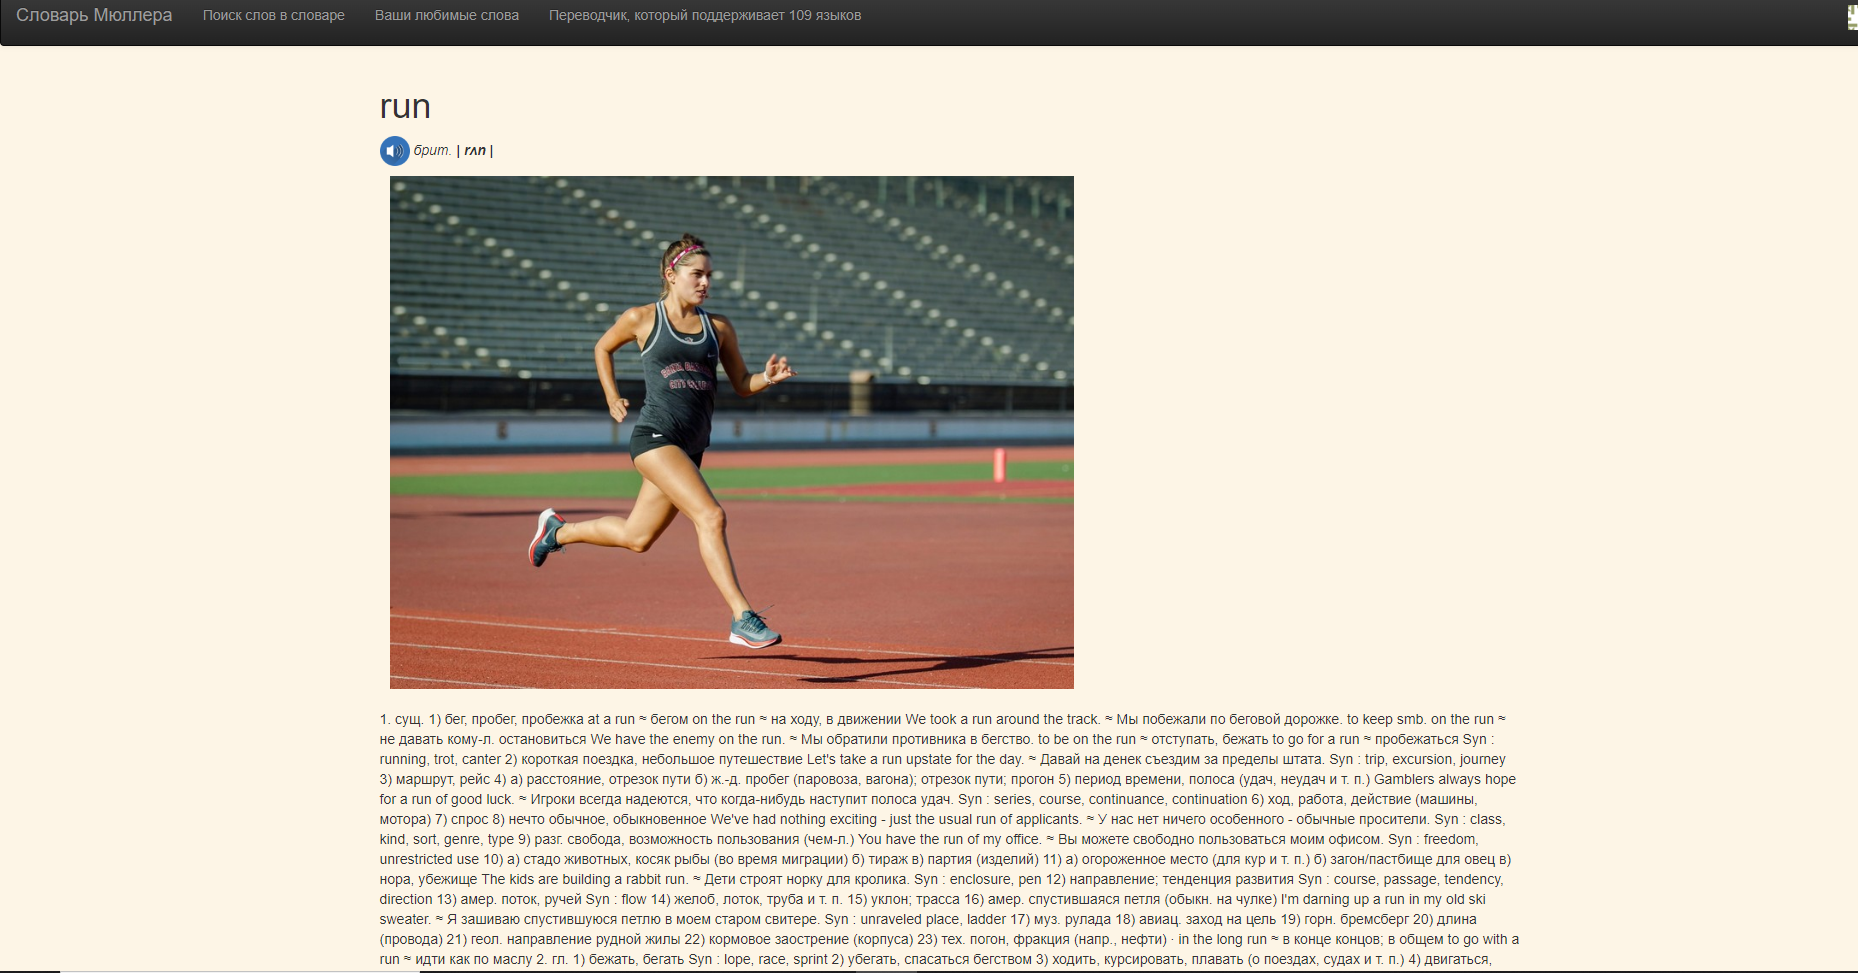 Словарь Мюллера Поиск слов в словаре Ваши любимые слова Переводчик, который поддерживает 109 языков
run
брит. | rʌn |
CITY
1. сущ. 1) бег, пробег, пробежка at a run ≈ бегом on the run ≈ на ходу, в движении We took a run around the track. ≈ Мы побежали по беговой дорожке. to keep smb. on the run ≈
не давать кому-л. остановиться We have the enemy on the run. ≈ Мы обратили противника в бегство. to be on the run ≈ отступать, бежать to go for a run ≈ пробежаться Syn :
running, trot, canter 2) короткая поездка, небольшое путешествие Let's take a run upstate for the day. ≈ Давай на денек съездим за пределы штата. Syn : trip, excursion, journey
3) маршрут, рейс 4) а) расстояние, отрезок пути б) ж.-д. пробег (паровоза, вагона); отрезок пути; прогон 5) период времени, полоса (удач, неудач и т. п.) Gamblers always hope
for a run of good luck. ≈ Игроки всегда надеются, что когда-нибудь наступит полоса удач. Syn : series, course, continuance, continuation 6) ход, работа, действие (машины,
мотора) 7) спрос 8) нечто обычное, обыкновенное We've had nothing exciting - just the usual run of applicants. ≈ У нас нет ничего особенного - обычные просители. Syn : class,
kind, sort, genre, type 9) разг. свобода, возможность пользования (чем-л.) You have the run of my office. ≈ Вы можете свободно пользоваться моим офисом. Syn : freedom,
unrestricted use 10) а) стадо животных, косяк рыбы (во время миграции) б) тираж в) партия (изделий) 11) а) огороженное место (для кур и т. п.) б) загон/пастбище для овец в)
нора, убежище The kids are building a rabbit run. ≈ Дети строят норку для кролика. Syn : enclosure, pen 12) направление; тенденция развития Syn : course, passage, tendency,
direction 13) амер. поток, ручей Syn : flow 14) желоб, лоток, труба и т. п. 15) уклон; трасса 16) амер. спустившаяся петля (обыкн. на чулке) I'm darning up a run in my old ski
sweater. ≈ Я зашиваю спустившуюся петлю в моем старом свитере. Syn : unraveled place, ladder 17) муз. рулада 18) авиац. заход на цель 19) горн. бремсберг 20) длина
(провода) 21) геол. направление рудной жилы 22) кормовое заострение (корпуса) 23) тех. погон, фракция (напр., нефти) · in the long run ≈ в конце концов; в общем to go with a
run ≈ идти как по маслу 2. гл. 1) бежать, бегать Syn : lope, race, sprint 2) убегать, спасаться бегством 3) ходить, курсировать, плавать (о поездах, судах и т. п.) 4) двигаться,